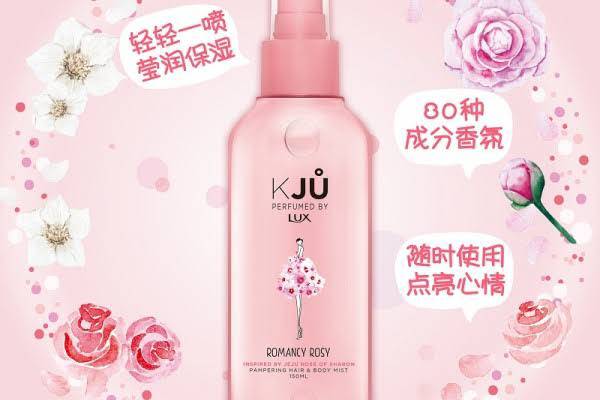 轻轻一喷
莹润保湿
80种
成分香氛
随时使用
点亮心情
KJŮ
PERFUMED BY
LUX
ROMANCY ROSY
INSPIRED BY JEJU ROSE OF SHARON
PAMPERING HAIR & BODY MIST
150ML